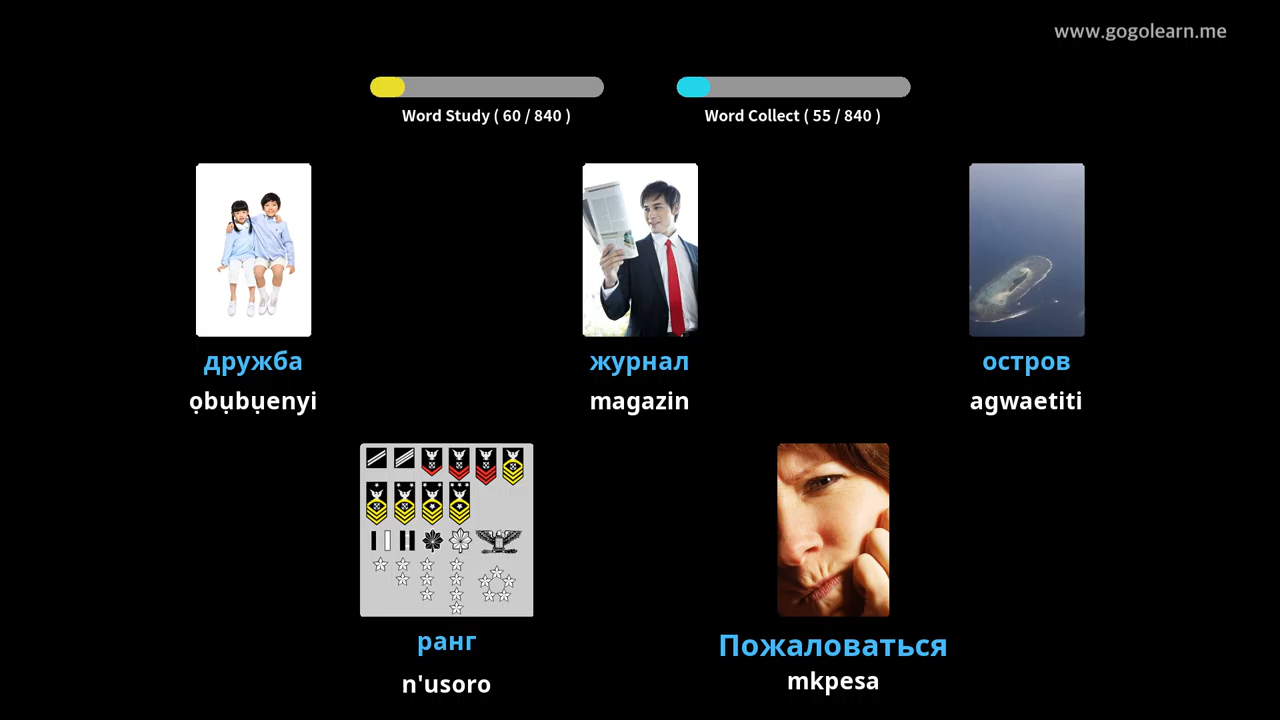 www.gogolearn.me
Word Study ( 60 / 840 )
Word Collect ( 55 / 840 )
дружба
журнал
остров
ọbụbụenyi
magazin
agwaetiti
ранг
Пожаловаться
n'usoro
mkpesa